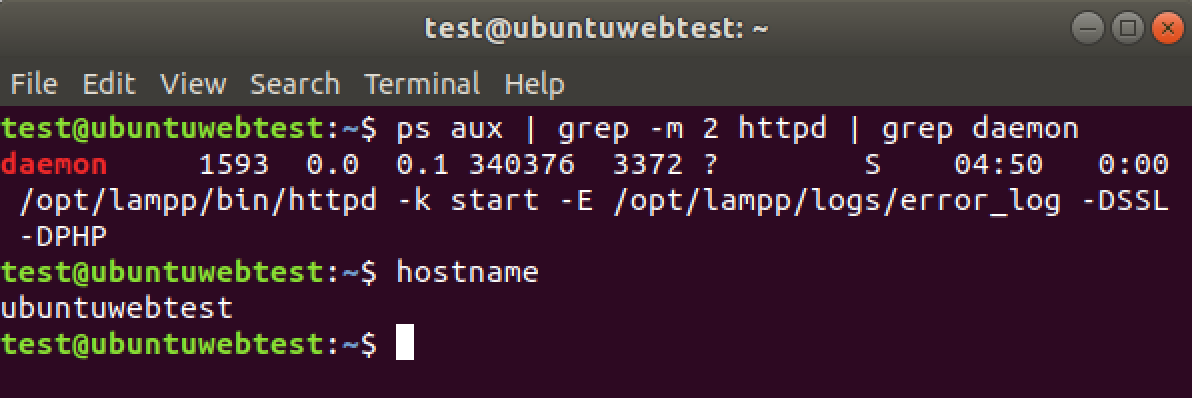 test@ubuntuwebtest: ~
File Edit View Search Terminal Help
test@ubuntuwebtest:~$ ps aux | grep -m 2 httpd | grep daemon
daemon     1593  0.0  0.1 340376  3372 ?        S    04:50   0:00
 /opt/lampp/bin/httpd -k start -E /opt/lampp/logs/error_log -DSSL
 -DPHP
test@ubuntuwebtest:~$ hostname
ubuntuwebtest
test@ubuntuwebtest:~$